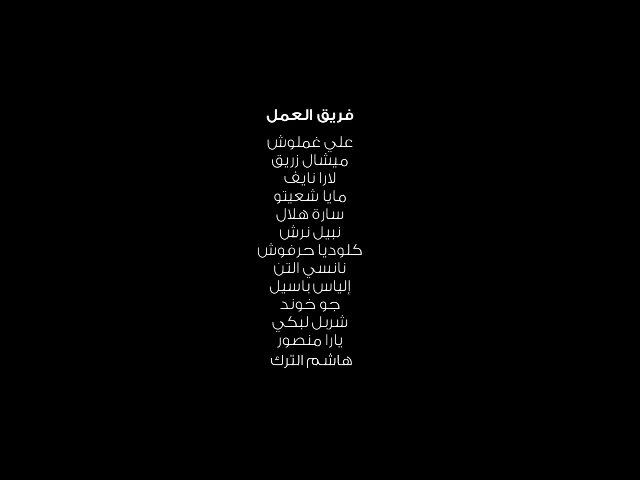 فريق العمل
علي غملوش
ميشال زريق
لارا نايف
مايا شعيتو
سارة هلال
نبيل نرش
كلوديا حرفوش
نانسي التن
إلياس باسيل
جو خوند
شربل لبكي
يارا منصور
هاشم الترك